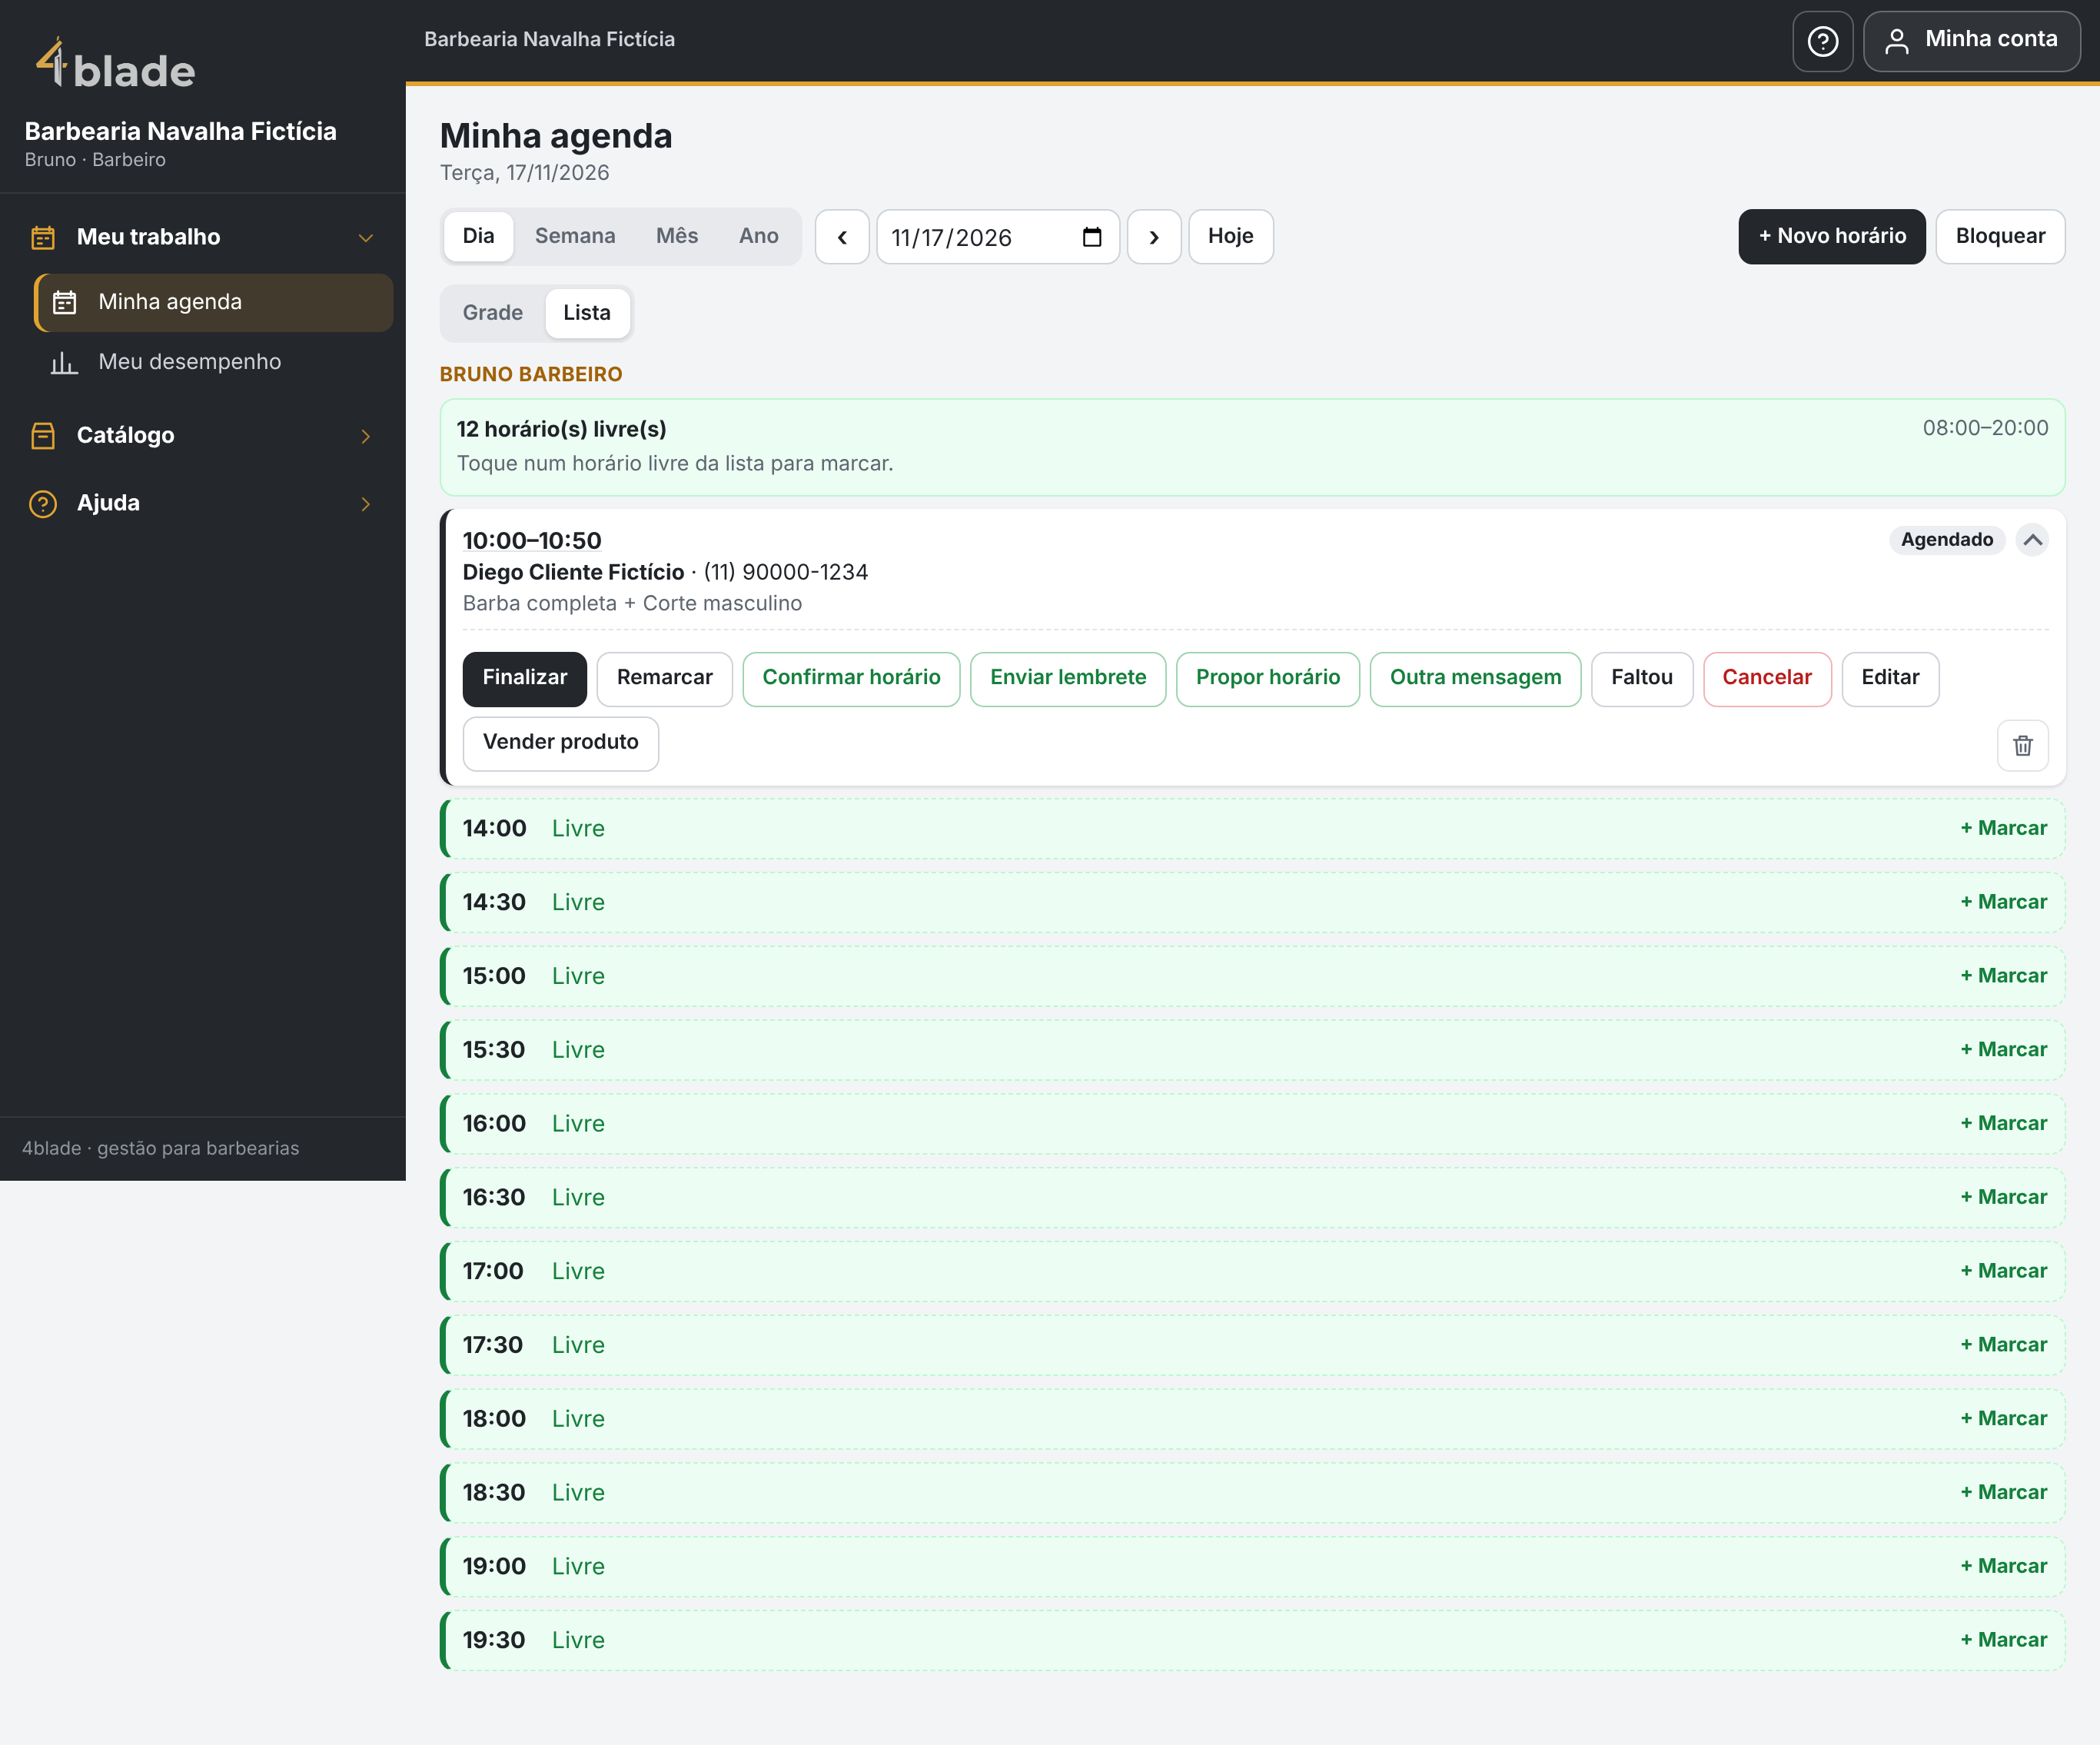 4blade
Barbearia Navalha Fictícia
Bruno · Barbeiro
Meu trabalho
Minha agenda
Meu desempenho
Catálogo
Ajuda
4blade · gestão para barbearias
Barbearia Navalha Fictícia
Minha conta
Minha agenda
Terça, 17/11/2026
Dia Semana Mês Ano ‹ 11/17/2026 › Hoje + Novo horário Bloquear
Grade Lista
BRUNO BARBEIRO
12 horário(s) livre(s) 08:00–20:00
Toque num horário livre da lista para marcar.
10:00–10:50 Agendado
Diego Cliente Fictício · (11) 90000-1234
Barba completa + Corte masculino
Finalizar Remarcar Confirmar horário Enviar lembrete Propor horário Outra mensagem Faltou Cancelar Editar
Vender produto
14:00 Livre + Marcar
14:30 Livre + Marcar
15:00 Livre + Marcar
15:30 Livre + Marcar
16:00 Livre + Marcar
16:30 Livre + Marcar
17:00 Livre + Marcar
17:30 Livre + Marcar
18:00 Livre + Marcar
18:30 Livre + Marcar
19:00 Livre + Marcar
19:30 Livre + Marcar